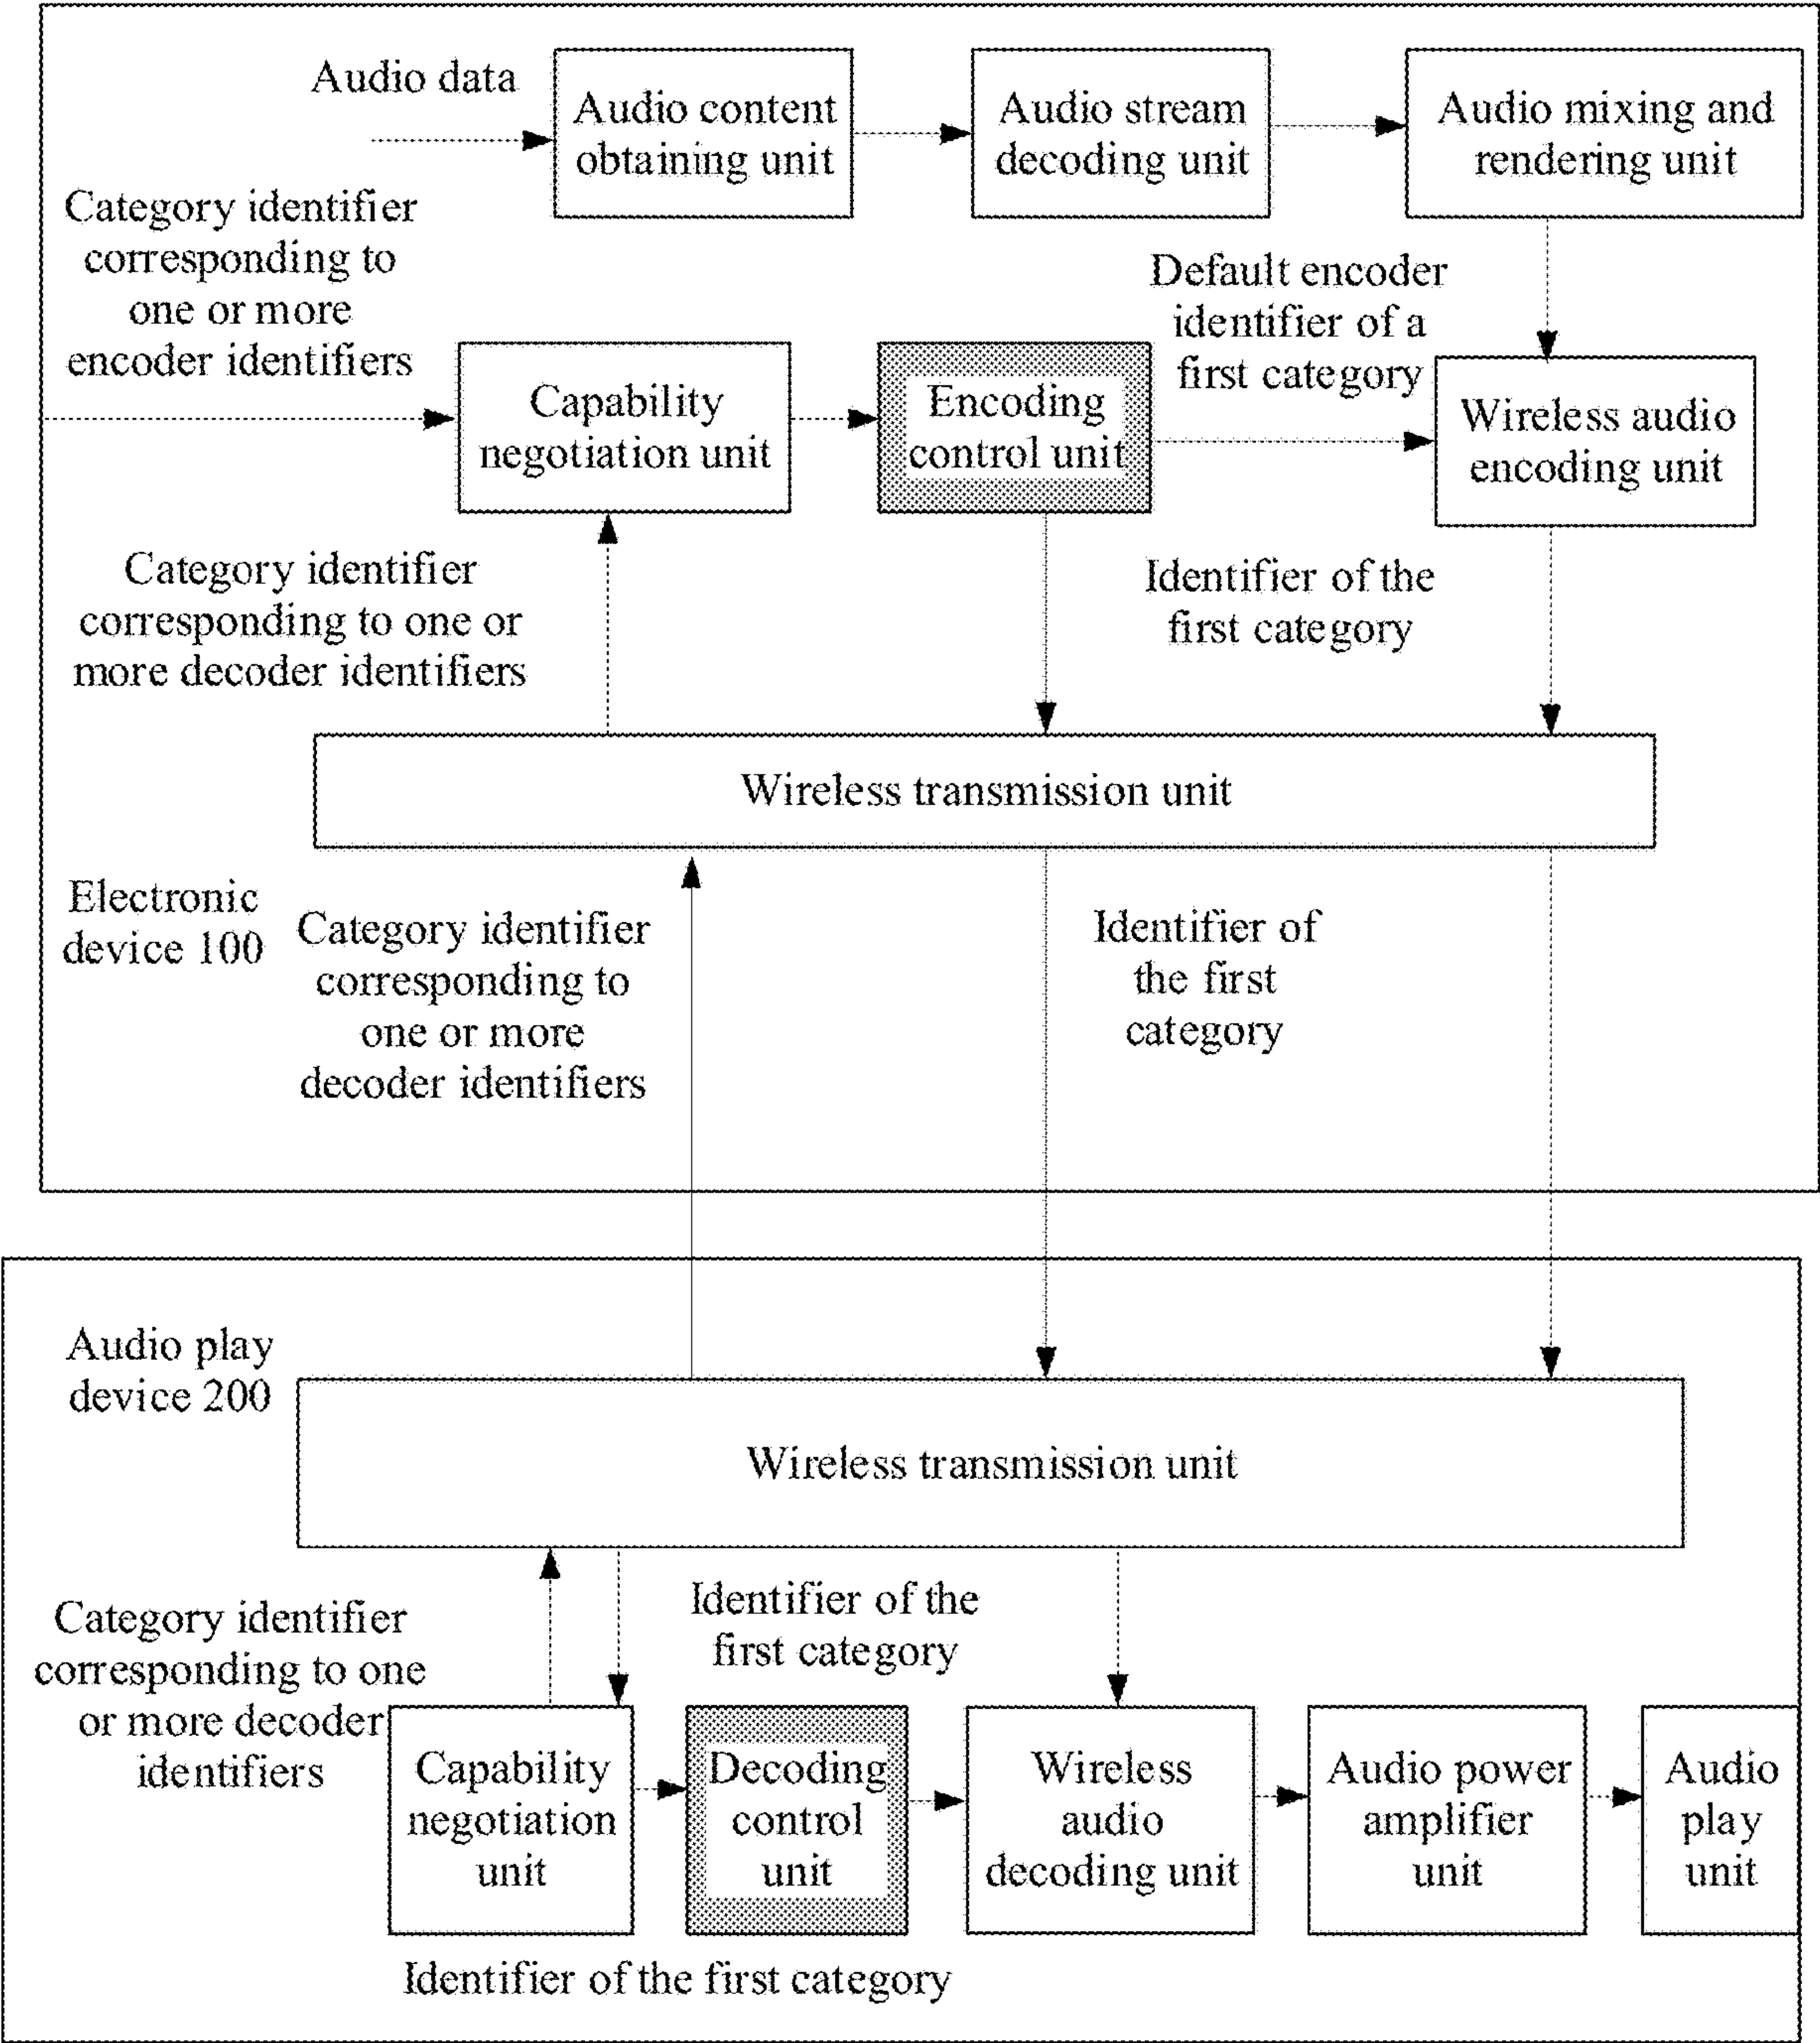 Audio data
Audio content
obtaining unit
Audio stream
decoding unit
Audio mixing and
rendering unit
Category identifier
corresponding to
one or more
encoder identifiers
Default encoder
identifier of a
first category
Capability
negotiation unit
Encoding
control unit
Wireless audio
encoding unit
Category identifier
corresponding to one or
more decoder identifiers
Identifier of the
first category
Wireless transmission unit
Electronic
device 100
Category identifier
corresponding to
one or more
decoder identifiers
Identifier of
the first
category
Audio play
device 200
Wireless transmission unit
Category identifier
corresponding to one
or more decoder
identifiers
Identifier of the
first category
Capability
negotiation
unit
Decoding
control
unit
Wireless
audio
decoding unit
Audio power
amplifier
unit
Audio
play
unit
Identifier of the first category